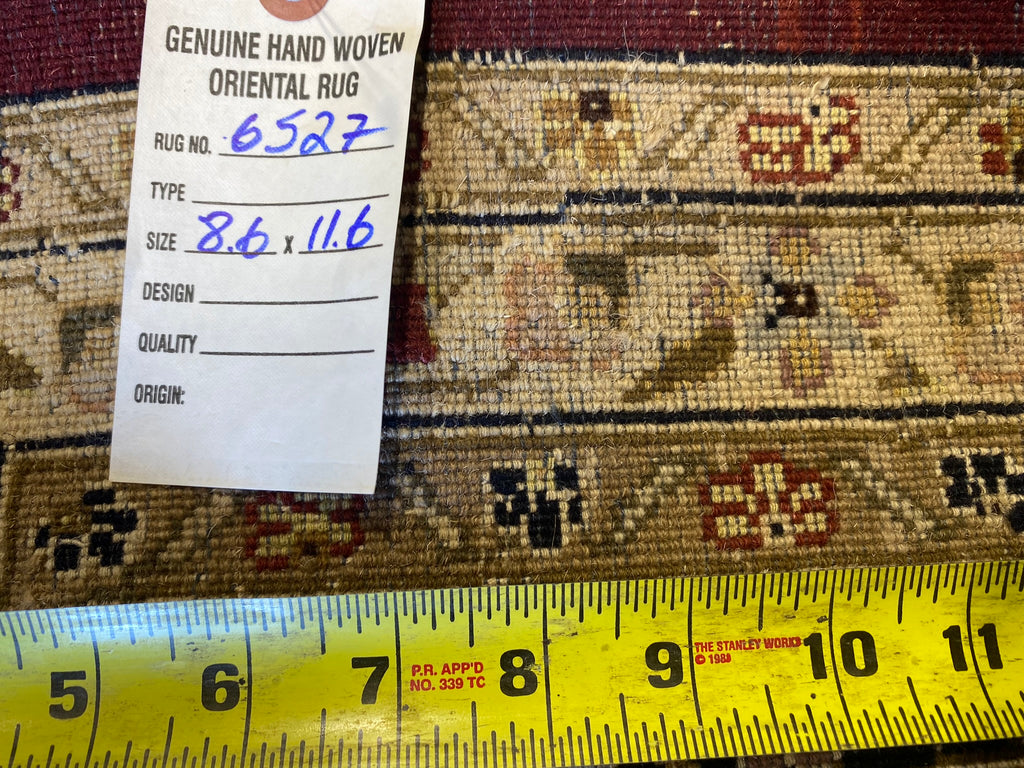 GENUINE HAND WOVEN
ORIENTAL RUG
RUG NO. 6527
TYPE
SIZE 8.6 X 11.6
DESIGN
QUALITY
ORIGIN:
5 6 7 P.R. APP'D 8 9 THE STANLEY WORKS 10 11
NO. 339 TC © 1983